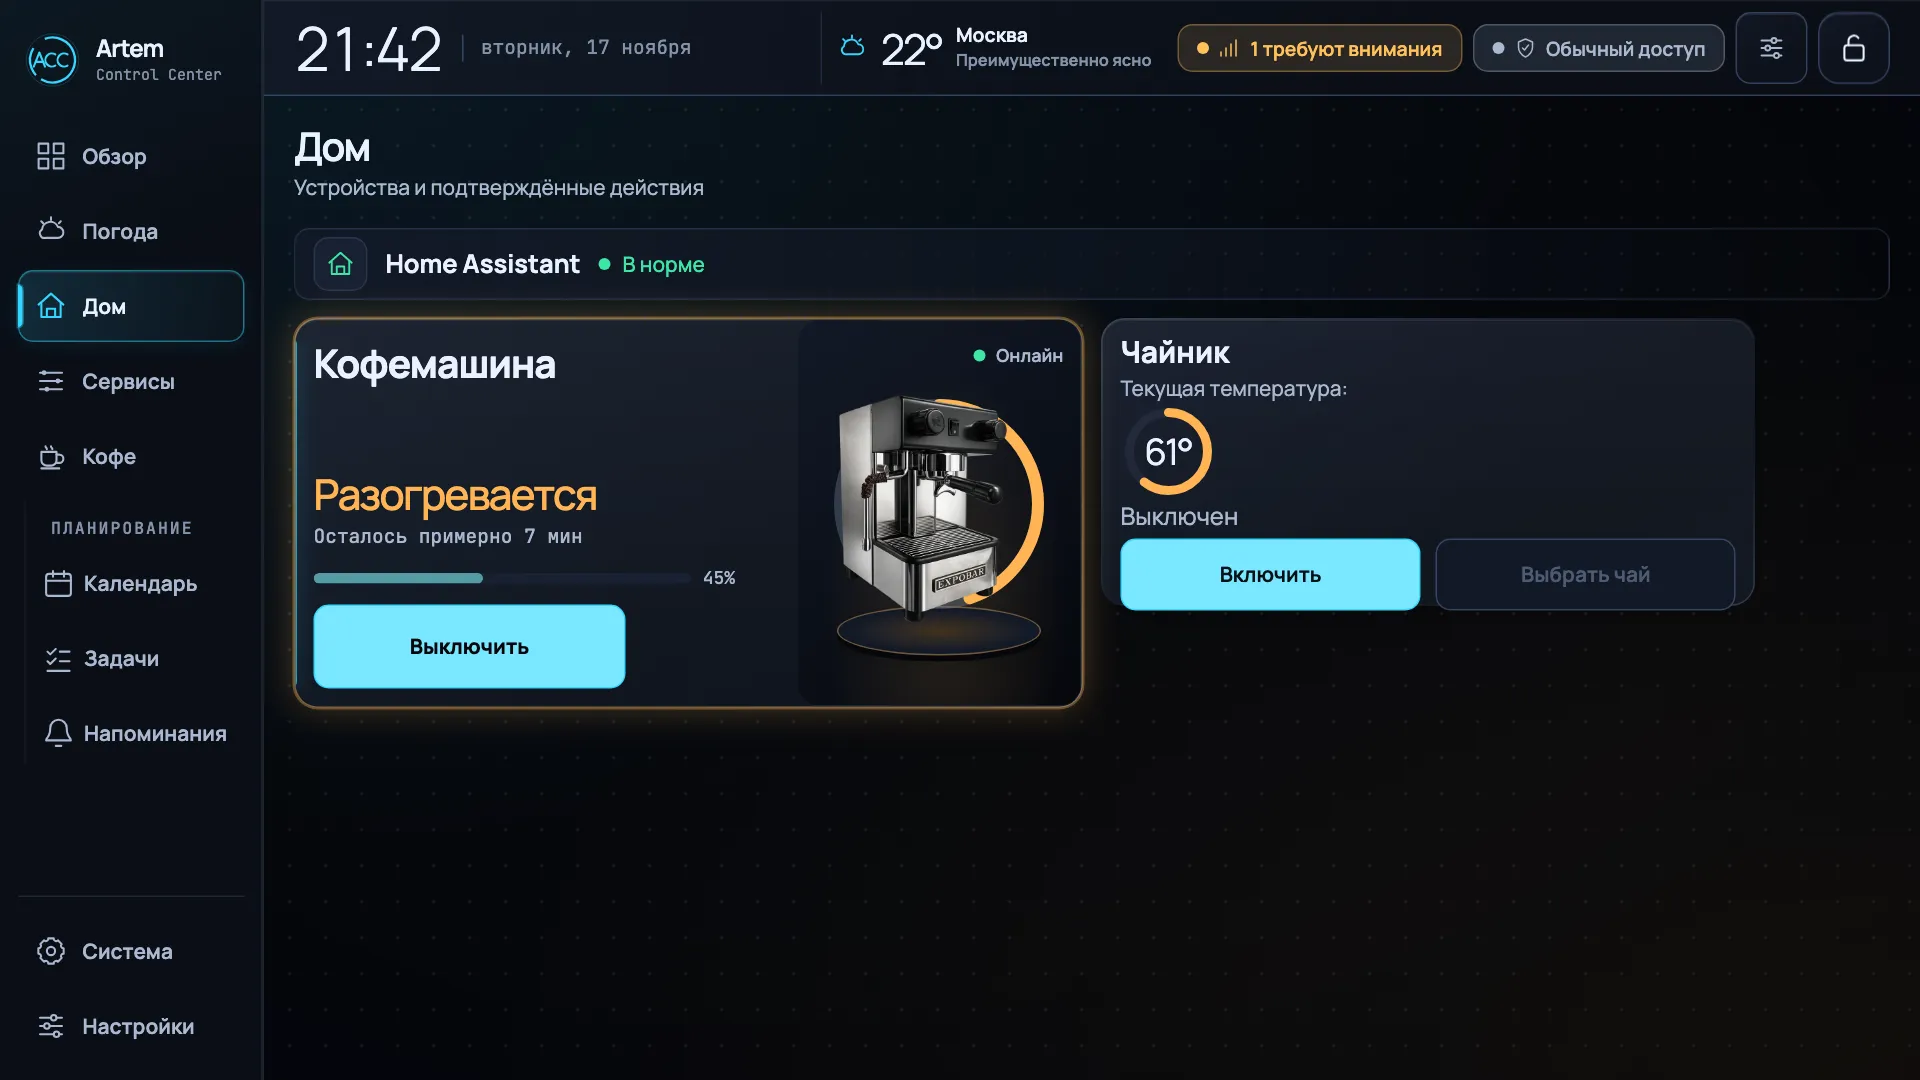 ACC
Artem
Control Center
Обзор
Погода
Дом
Сервисы
Кофе
ПЛАНИРОВАНИЕ
Календарь
Задачи
Напоминания
Система
Настройки
21:42
вторник, 17 ноября
22°
Москва
Преимущественно ясно
1 требуют внимания
Обычный доступ
Дом
Устройства и подтверждённые действия
Home Assistant
В норме
Кофемашина
Онлайн
Разогревается
Осталось примерно 7 мин
45%
Выключить
EXPOBAR
Чайник
Текущая температура:
61°
Выключен
Включить
Выбрать чай